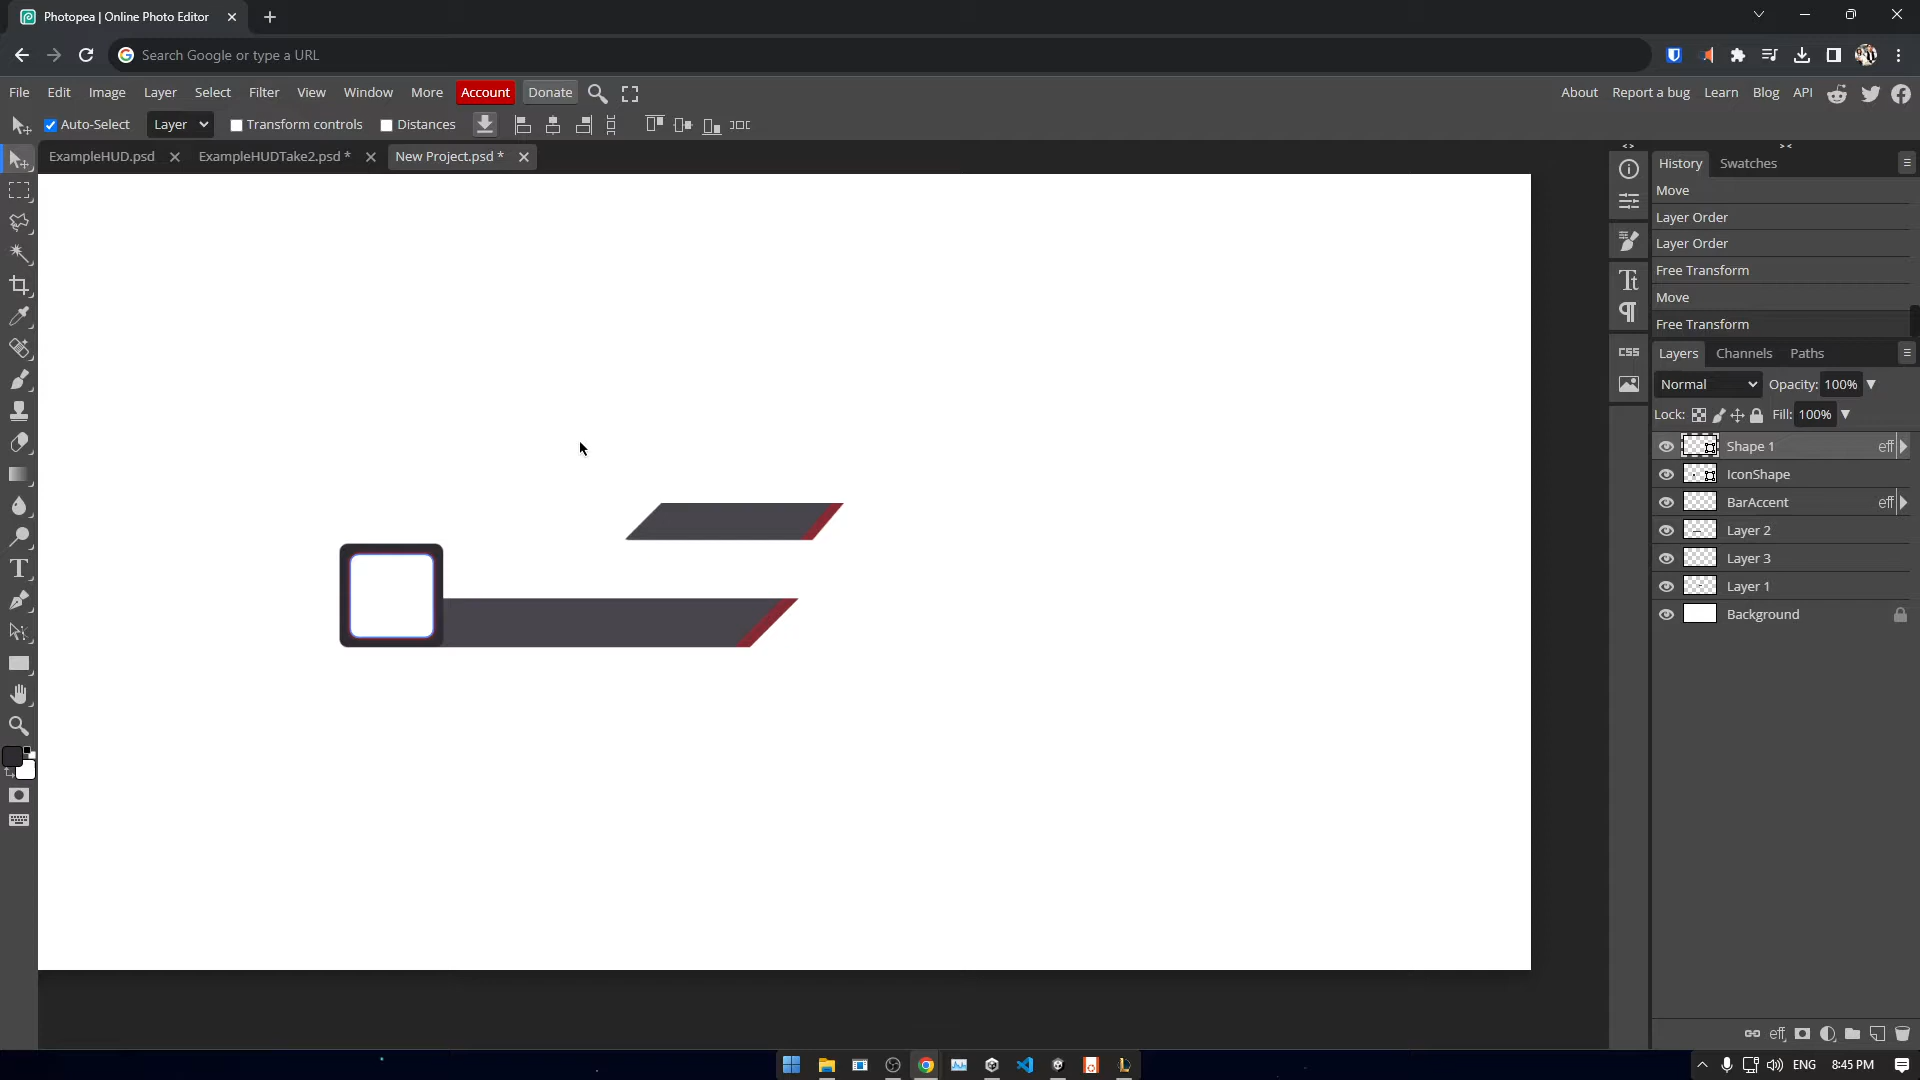 Photopea | Online Photo Editor
Search Google or type a URL
File Edit Image Layer Select Filter View Window More Account Donate About Report a bug Learn Blog API
Auto-Select Layer Transform controls Distances
ExampleHUD.psd ExampleHUDTake2.psd * New Project.psd *
History Swatches
Move
Layer Order
Layer Order
Free Transform
Move
Free Transform
CSS
Layers Channels Paths
Normal Opacity: 100%
Lock: Fill: 100%
Shape 1 eff
IconShape
BarAccent eff
Layer 2
Layer 3
Layer 1
Background
eff
ENG 8:45 PM